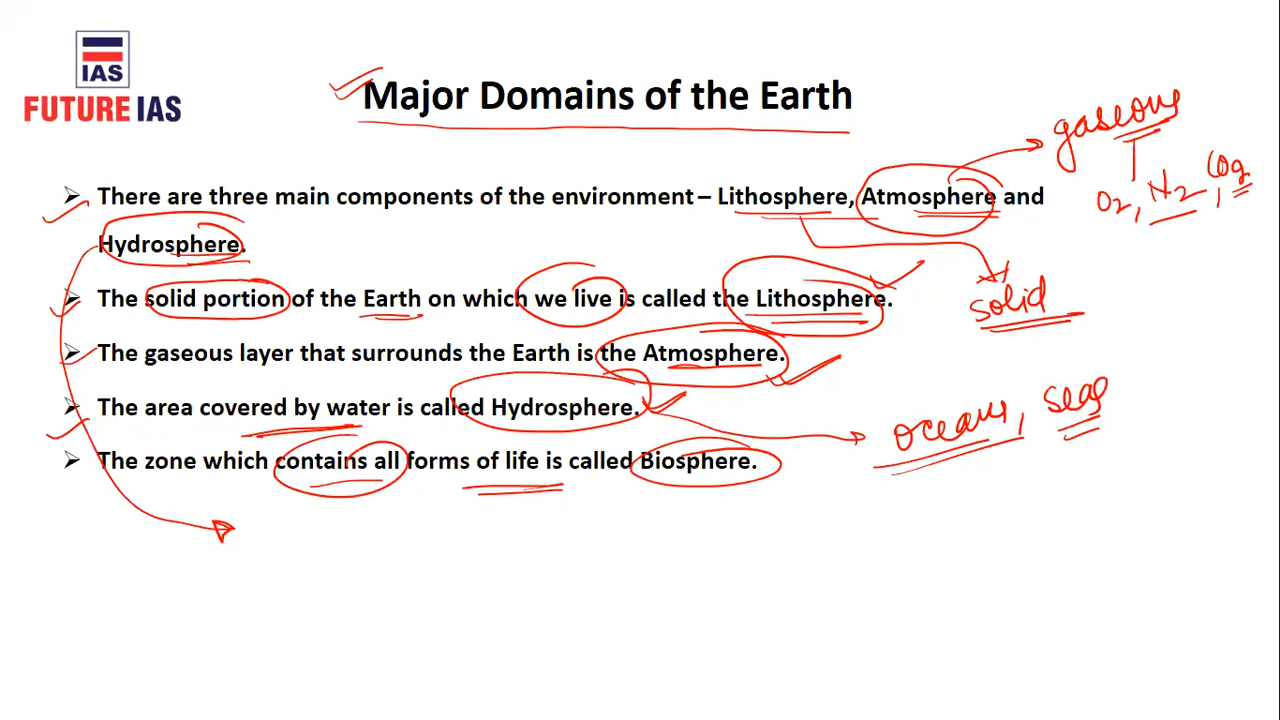 IAS
FUTURE IAS
Major Domains of the Earth
gaseous
O2, N2, CO2
➢ There are three main components of the environment – Lithosphere, Atmosphere and
Hydrosphere.
➢ The solid portion of the Earth on which we live is called the Lithosphere.
solid
➢ The gaseous layer that surrounds the Earth is the Atmosphere.
➢ The area covered by water is called Hydrosphere.
oceans, seas
➢ The zone which contains all forms of life is called Biosphere.